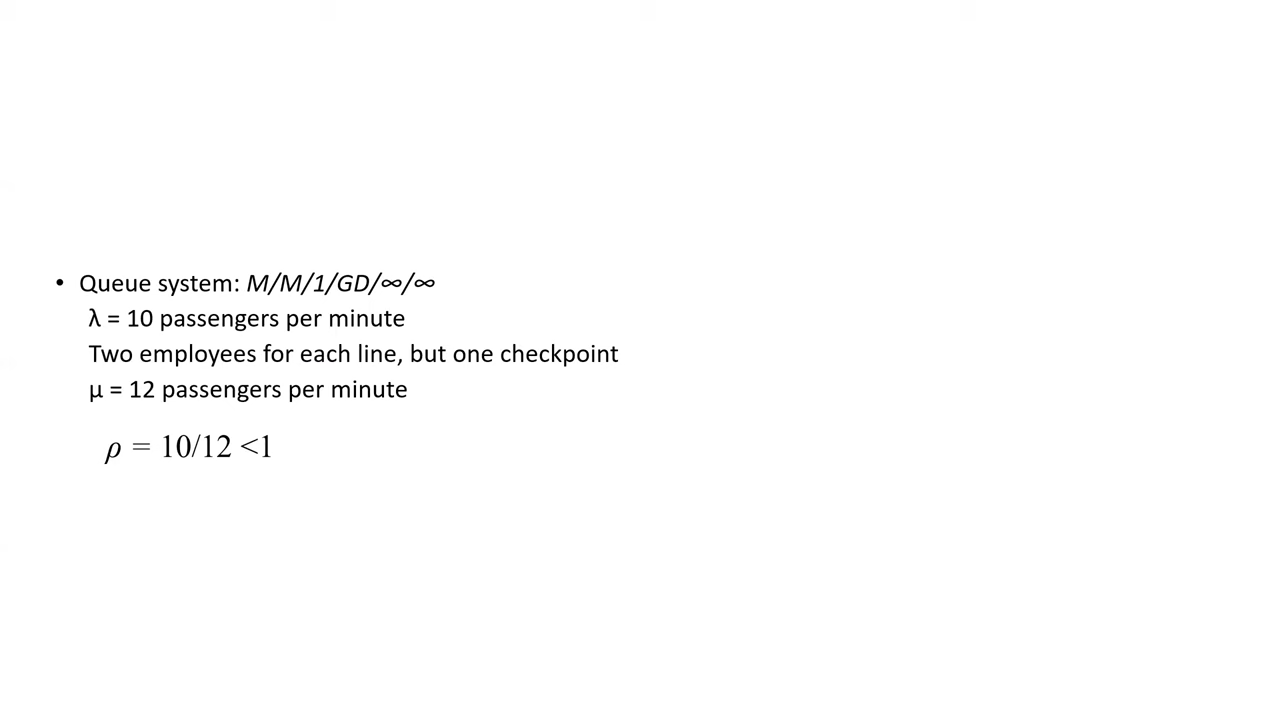 • Queue system: M/M/1/GD/∞/∞
λ = 10 passengers per minute
Two employees for each line, but one checkpoint
μ = 12 passengers per minute
ρ = 10/12 <1